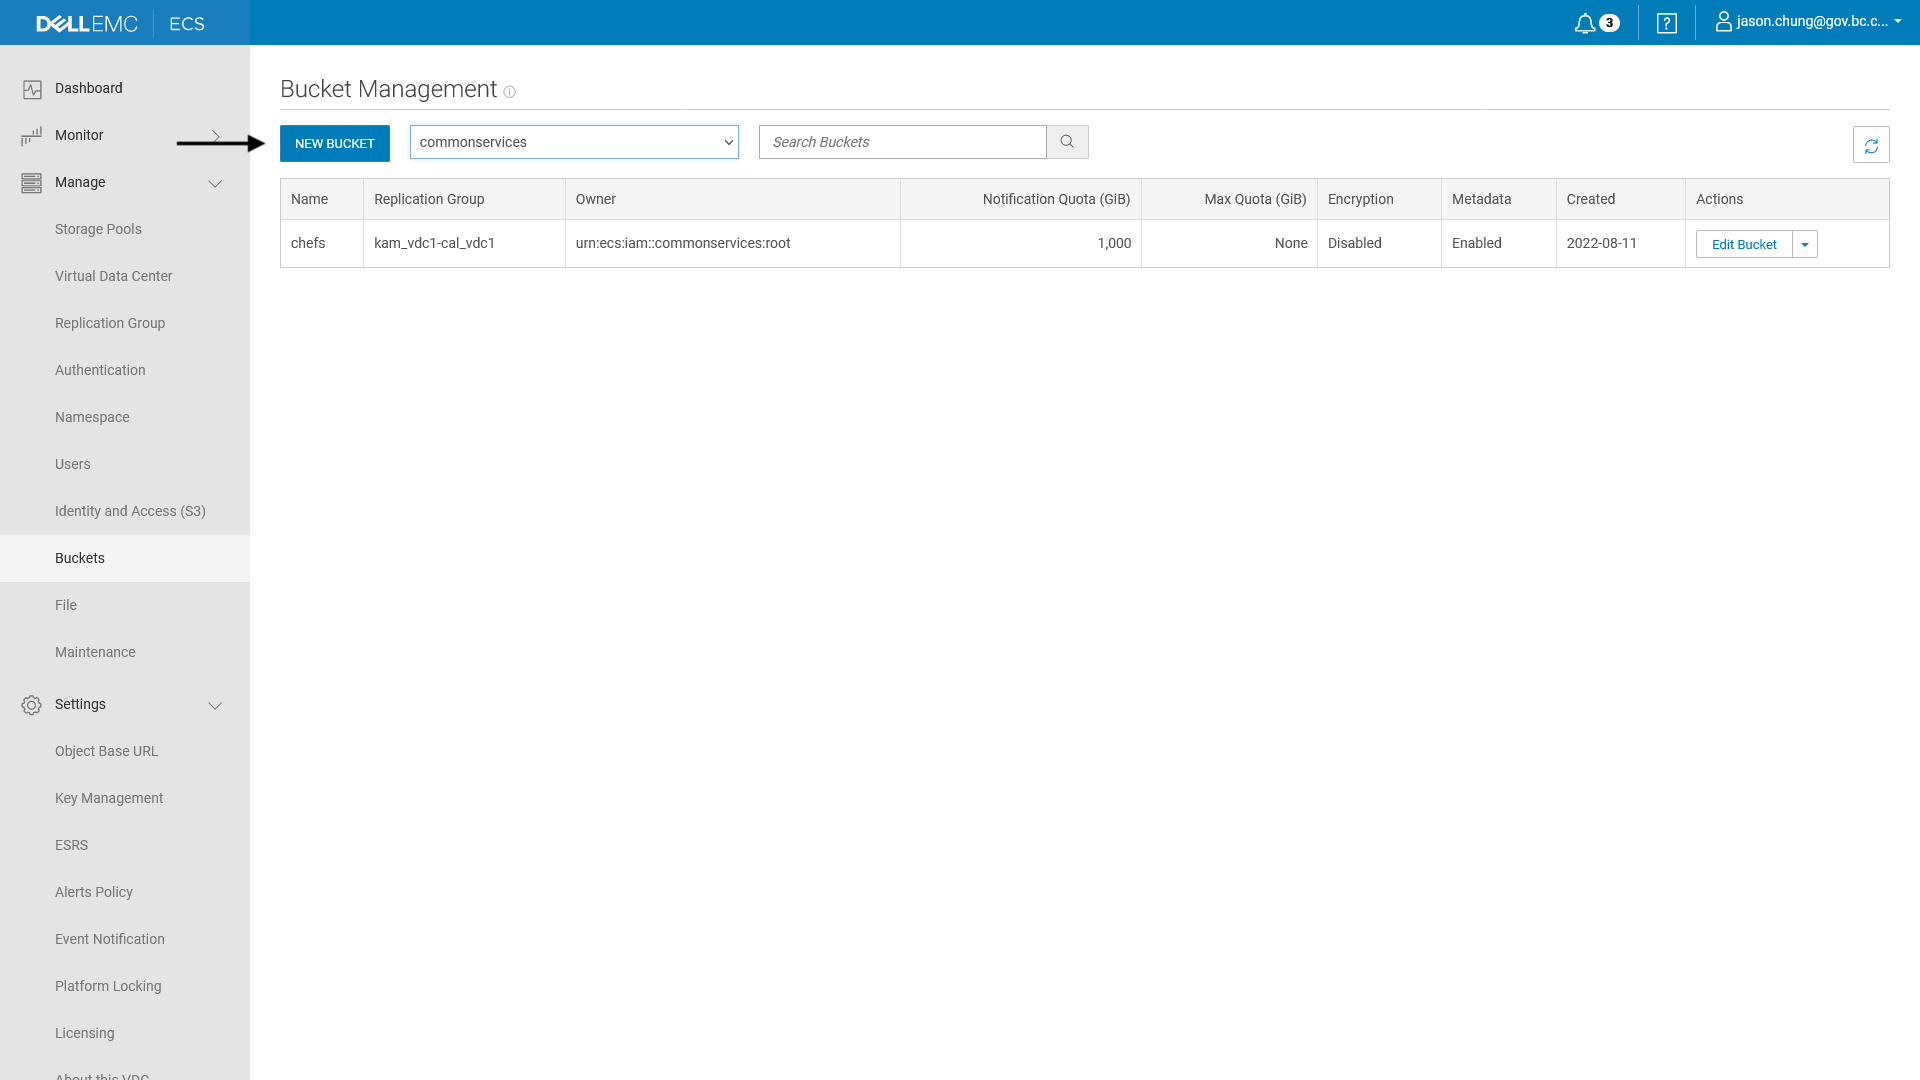 DELLEMC ECS
3
?
jason.chung@gov.bc.c...
Dashboard
Monitor
Manage
Storage Pools
Virtual Data Center
Replication Group
Authentication
Namespace
Users
Identity and Access (S3)
Buckets
File
Maintenance
Settings
Object Base URL
Key Management
ESRS
Alerts Policy
Event Notification
Platform Locking
Licensing
About this VDC
Bucket Management
NEW BUCKET commonservices Search Buckets
Name Replication Group Owner Notification Quota (GiB) Max Quota (GiB) Encryption Metadata Created Actions
chefs kam_vdc1-cal_vdc1 urn:ecs:iam::commonservices:root 1,000 None Disabled Enabled 2022-08-11 Edit Bucket